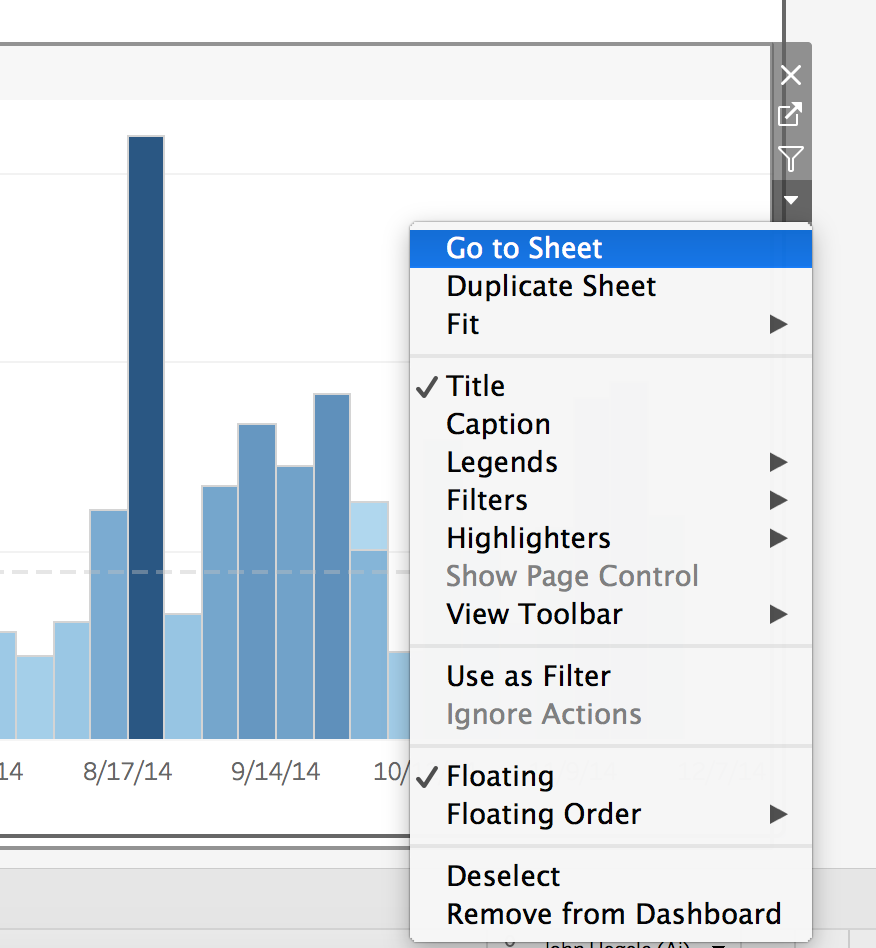 Go to Sheet
Duplicate Sheet
Fit
Title
Caption
Legends
Filters
Highlighters
Show Page Control
View Toolbar
Use as Filter
Ignore Actions
14 8/17/14 9/14/14 10/
Floating
Floating Order
Deselect
Remove from Dashboard